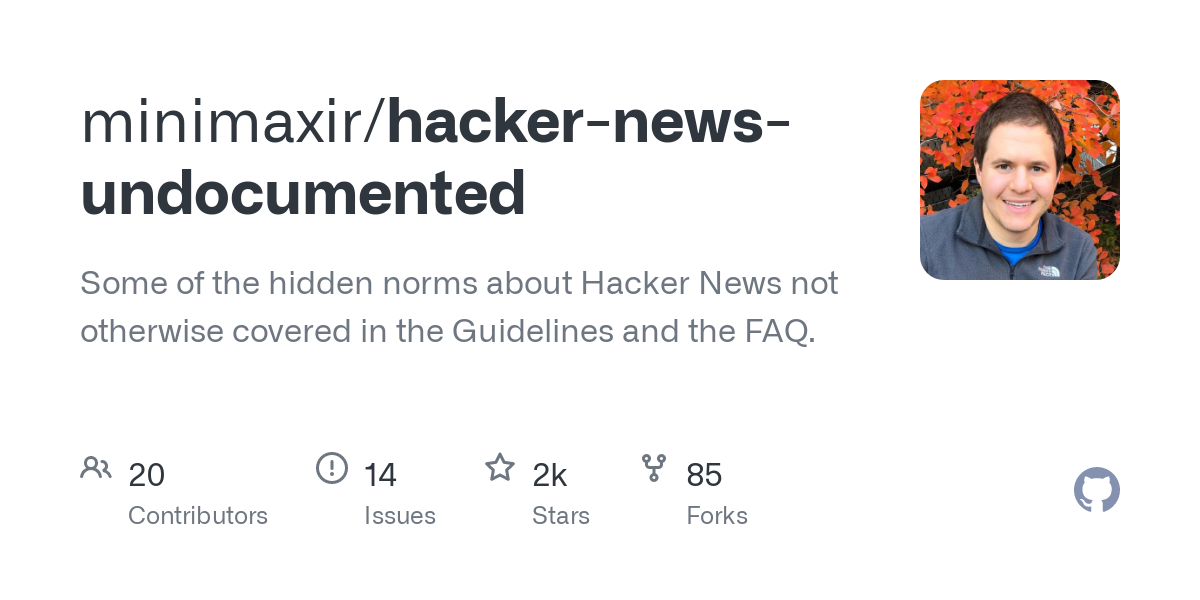 minimaxir/hacker-news-
undocumented
Some of the hidden norms about Hacker News not
otherwise covered in the Guidelines and the FAQ.
20
Contributors
14
Issues
2k
Stars
85
Forks